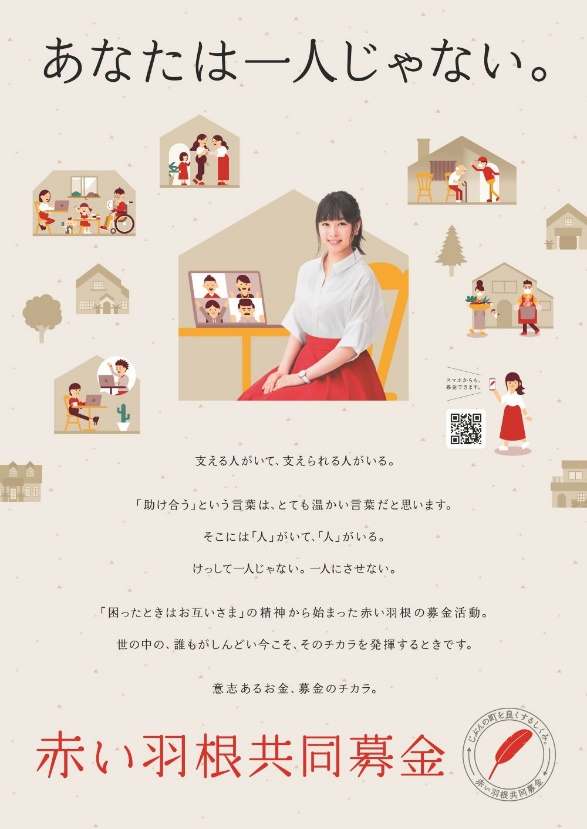 あなたは一人じゃない。
スマホからも、
募金できます。
支える人がいて、支えられる人がいる。
「助け合う」という言葉は、とても温かい言葉だと思います。
そこには「人」がいて、「人」がいる。
けっして一人じゃない。一人にさせない。
「困ったときはお互いさま」の精神から始まった赤い羽根の募金活動。
世の中の、誰もがしんどい今こそ、そのチカラを発揮するときです。
意志あるお金、募金のチカラ。
赤い羽根共同募金
じぶんの町を良くするしくみ。
赤い羽根共同募金